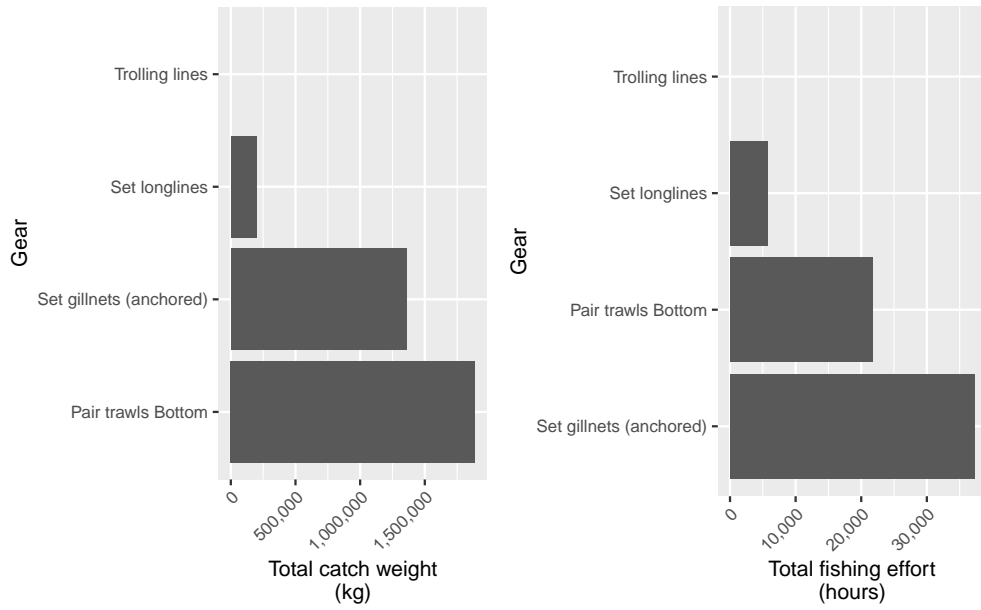 Gear
Trolling lines
Set longlines
Set gillnets (anchored)
Pair trawls Bottom
0
500,000
1,000,000
1,500,000
Total catch weight
(kg)
Gear
Trolling lines
Set longlines
Pair trawls Bottom
Set gillnets (anchored)
0
10,000
20,000
30,000
Total fishing effort
(hours)